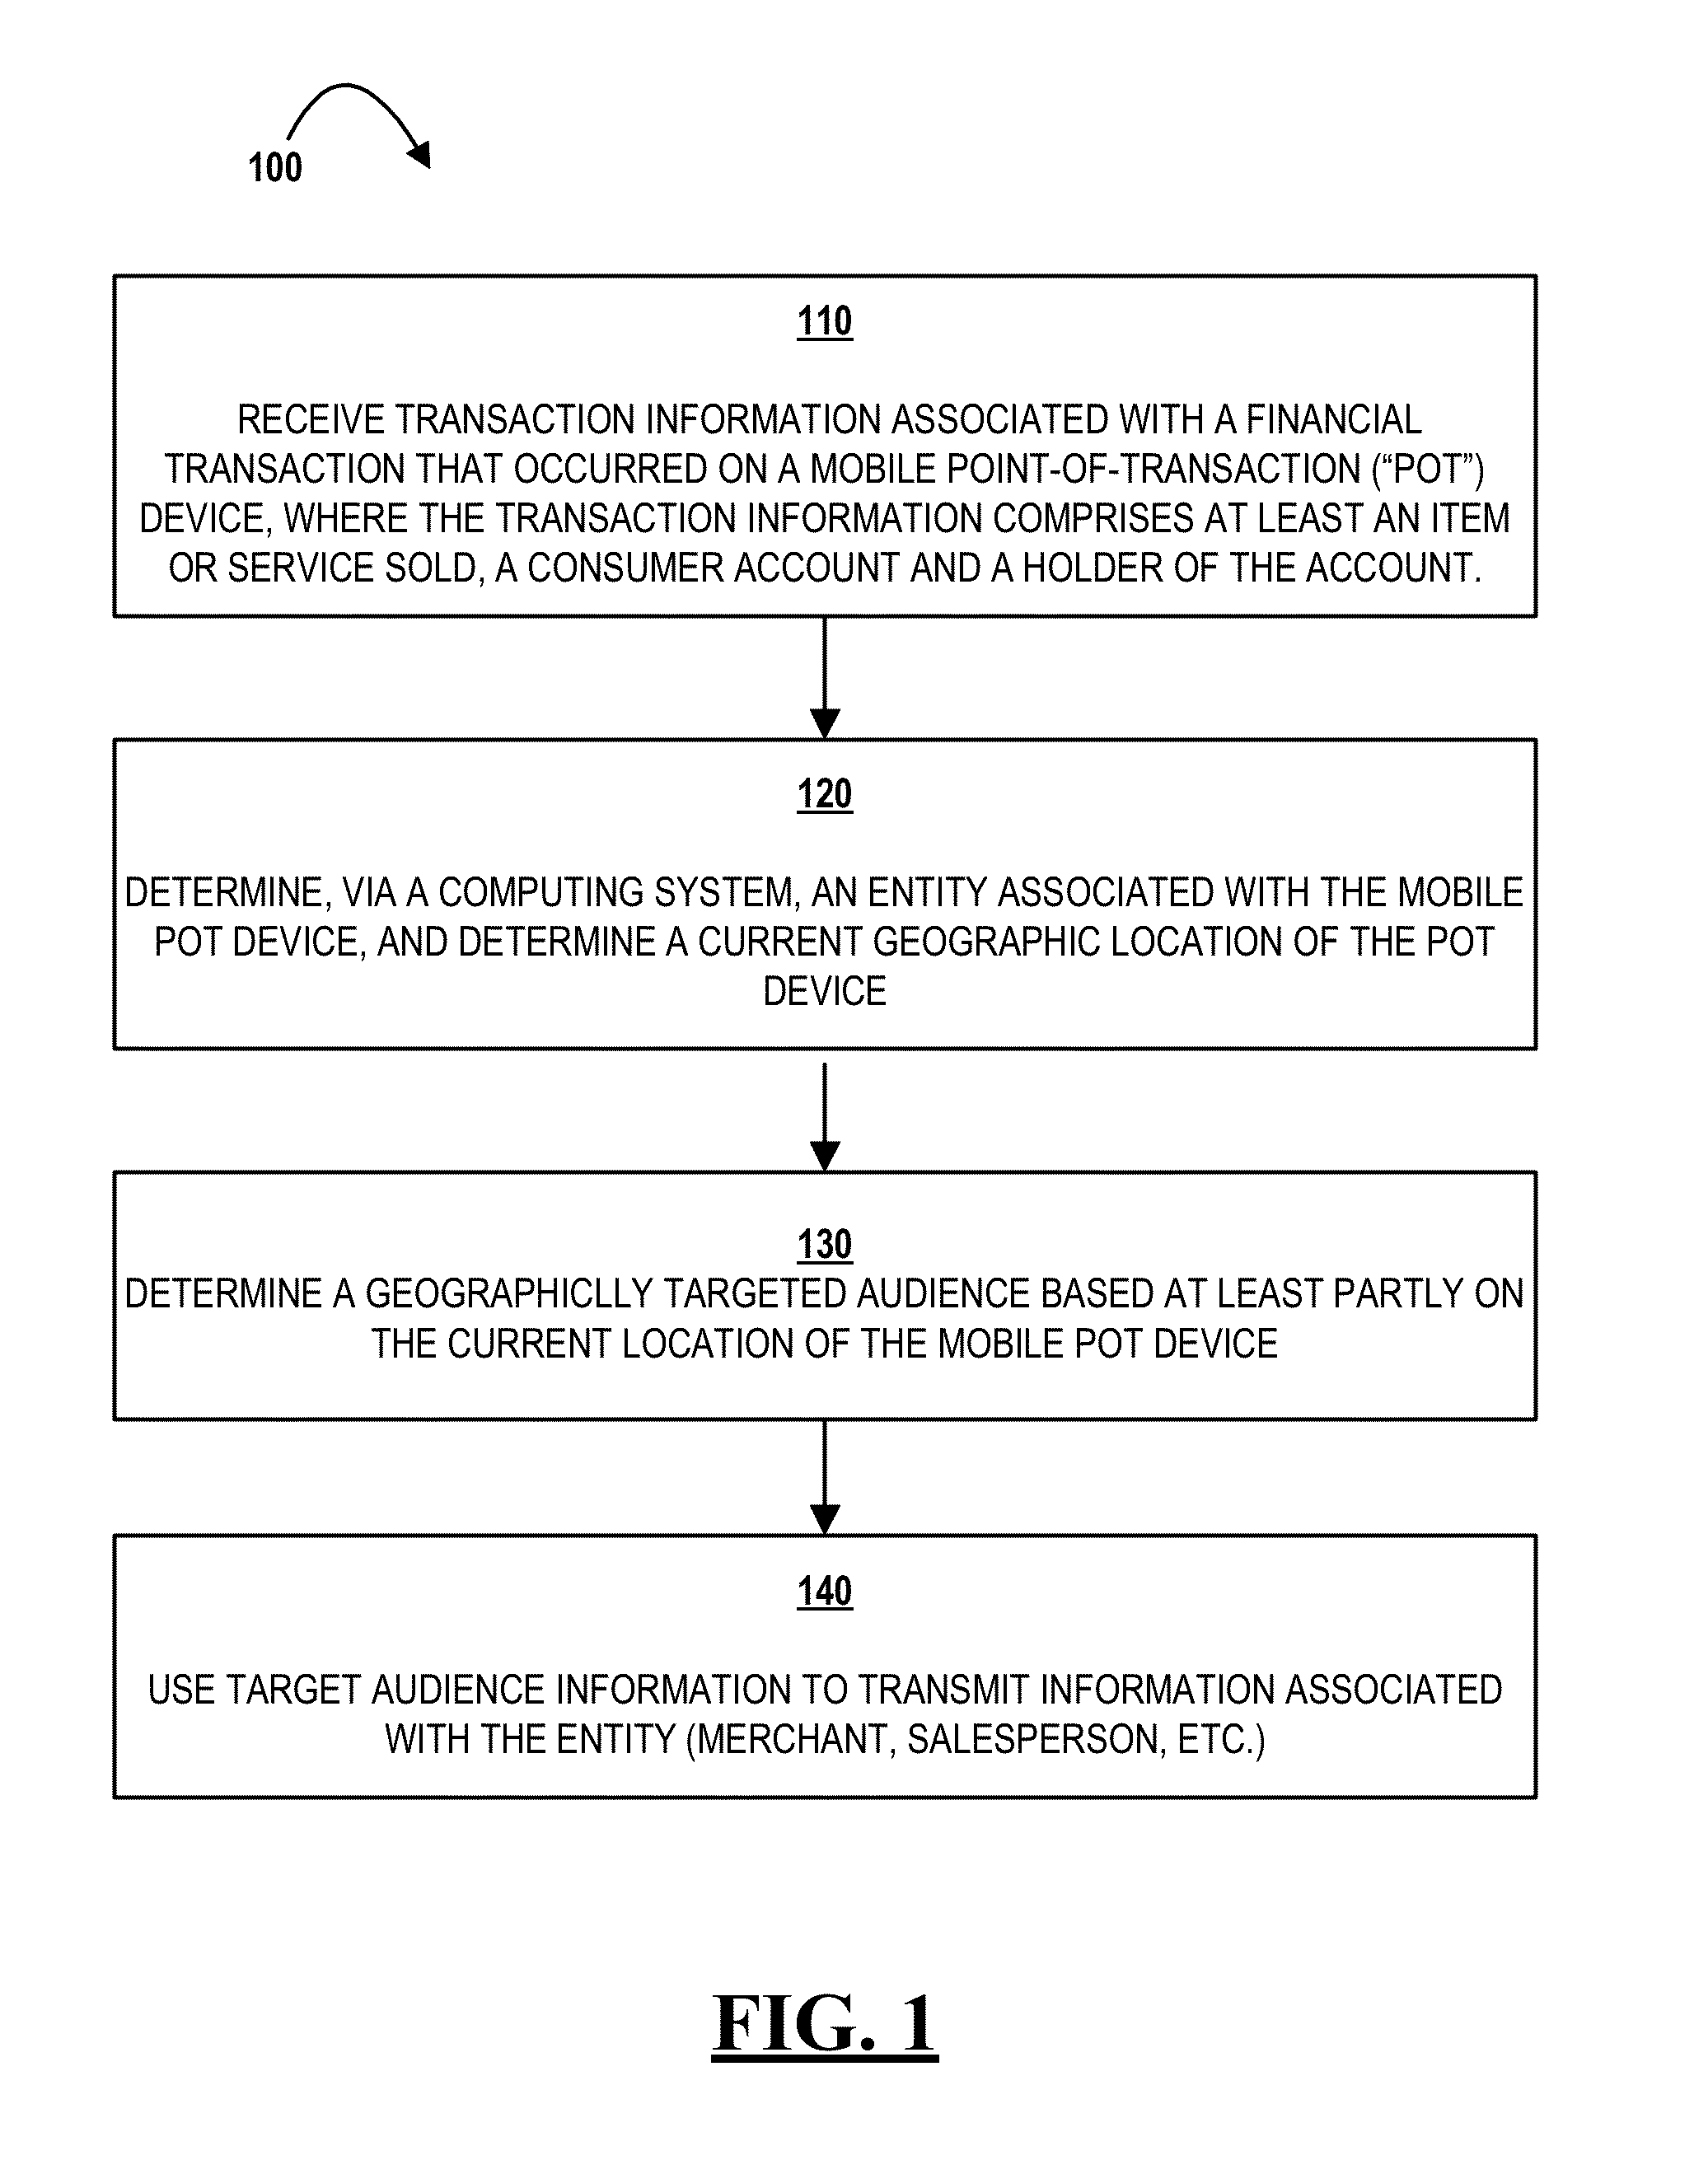 100
110
RECEIVE TRANSACTION INFORMATION ASSOCIATED WITH A FINANCIAL
TRANSACTION THAT OCCURRED ON A MOBILE POINT-OF-TRANSACTION (“POT”)
DEVICE, WHERE THE TRANSACTION INFORMATION COMPRISES AT LEAST AN ITEM
OR SERVICE SOLD, A CONSUMER ACCOUNT AND A HOLDER OF THE ACCOUNT.
120
DETERMINE, VIA A COMPUTING SYSTEM, AN ENTITY ASSOCIATED WITH THE MOBILE
POT DEVICE, AND DETERMINE A CURRENT GEOGRAPHIC LOCATION OF THE POT
DEVICE
130
DETERMINE A GEOGRAPHICLLY TARGETED AUDIENCE BASED AT LEAST PARTLY ON
THE CURRENT LOCATION OF THE MOBILE POT DEVICE
140
USE TARGET AUDIENCE INFORMATION TO TRANSMIT INFORMATION ASSOCIATED
WITH THE ENTITY (MERCHANT, SALESPERSON, ETC.)
FIG. 1